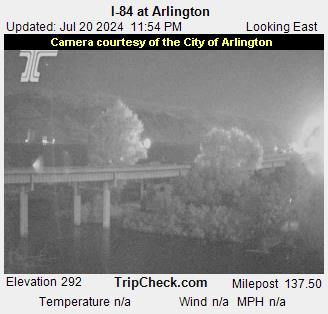 I-84 at Arlington
Updated: Jul 20 2024 11:54 PM Looking East
Camera courtesy of the City of Arlington
Elevation 292 TripCheck.com Milepost 137.50
Temperature n/a Wind n/a MPH n/a